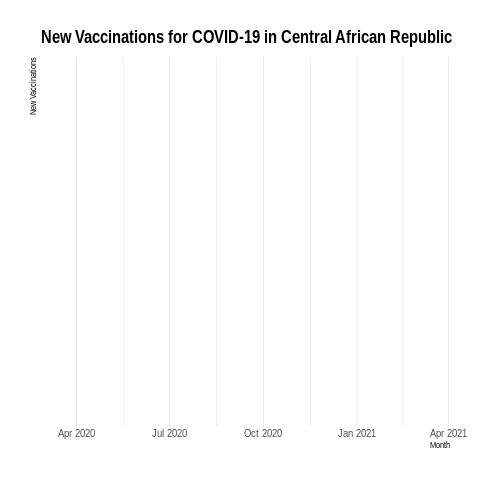 New Vaccinations for COVID-19 in Central African Republic
New Vaccinations
Apr 2020
Jul 2020
Oct 2020
Jan 2021
Apr 2021
Month